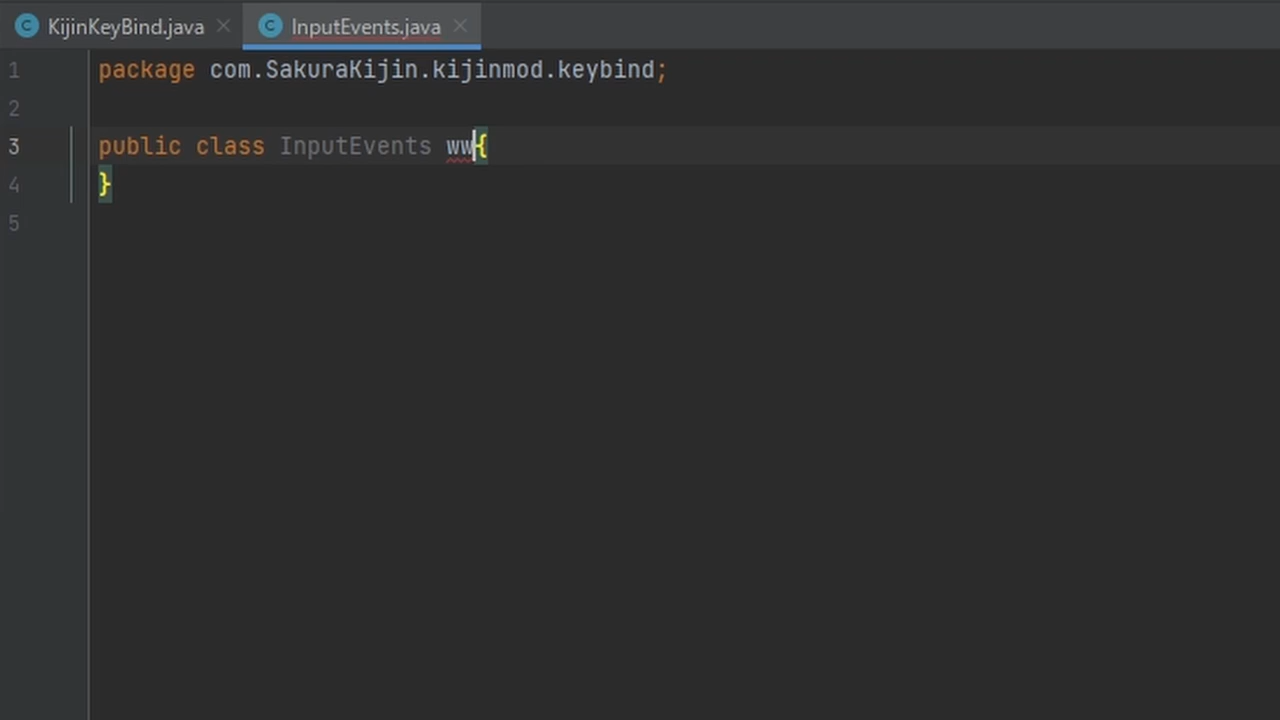 KijinKeyBind.java InputEvents.java
1 package com.SakuraKijin.kijinmod.keybind;
2
3 public class InputEvents ww{
4 }
5